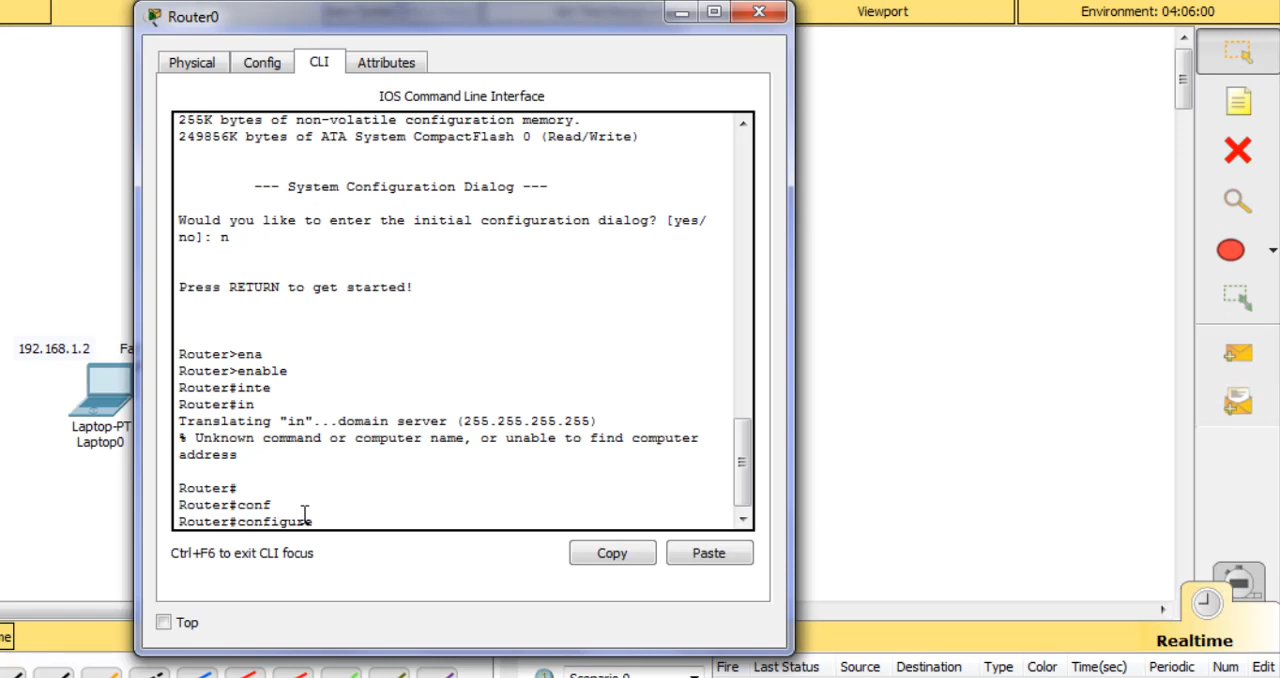 Router0
Viewport
Environment: 04:06:00
Physical
Config
CLI
Attributes
IOS Command Line Interface
255K bytes of non-volatile configuration memory.
249856K bytes of ATA System CompactFlash 0 (Read/Write)
--- System Configuration Dialog ---
Would you like to enter the initial configuration dialog? [yes/
no]: n
Press RETURN to get started!
Router>ena
Router>enable
Router#inte
Router#in
Translating "in"...domain server (255.255.255.255)
% Unknown command or computer name, or unable to find computer
address
Router#
Router#conf
Router#configure
192.168.1.2
Fa
Laptop-PT
Laptop0
Ctrl+F6 to exit CLI focus
Copy
Paste
Top
Realtime
Fire Last Status Source Destination Type Color Time(sec) Periodic Num Edit
Scenario 0